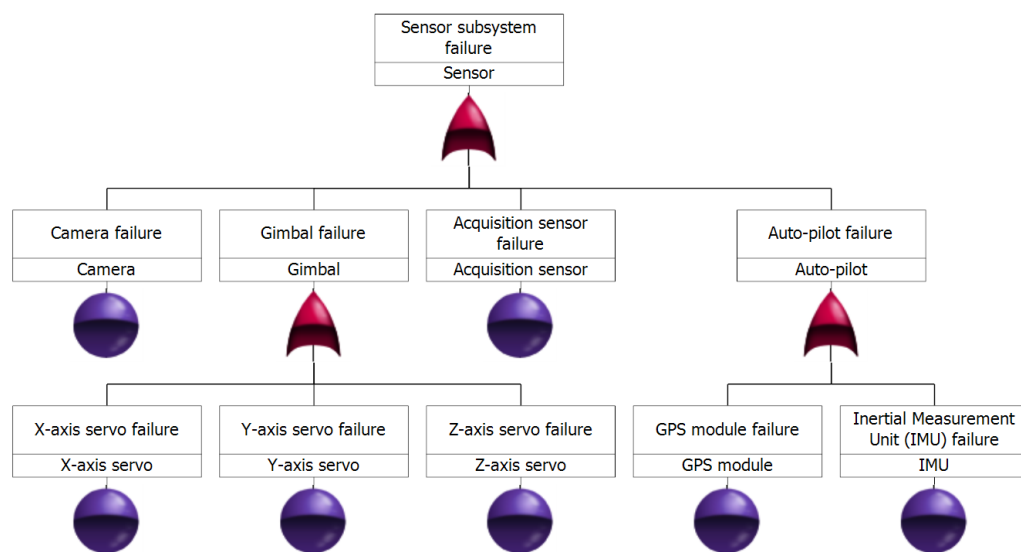 Sensor subsystem
failure
Sensor
Camera failure
Camera
Gimbal failure
Gimbal
Acquisition sensor
failure
Acquisition sensor
Auto-pilot failure
Auto-pilot
X-axis servo failure
X-axis servo
Y-axis servo failure
Y-axis servo
Z-axis servo failure
Z-axis servo
GPS module failure
GPS module
Inertial Measurement
Unit (IMU) failure
IMU